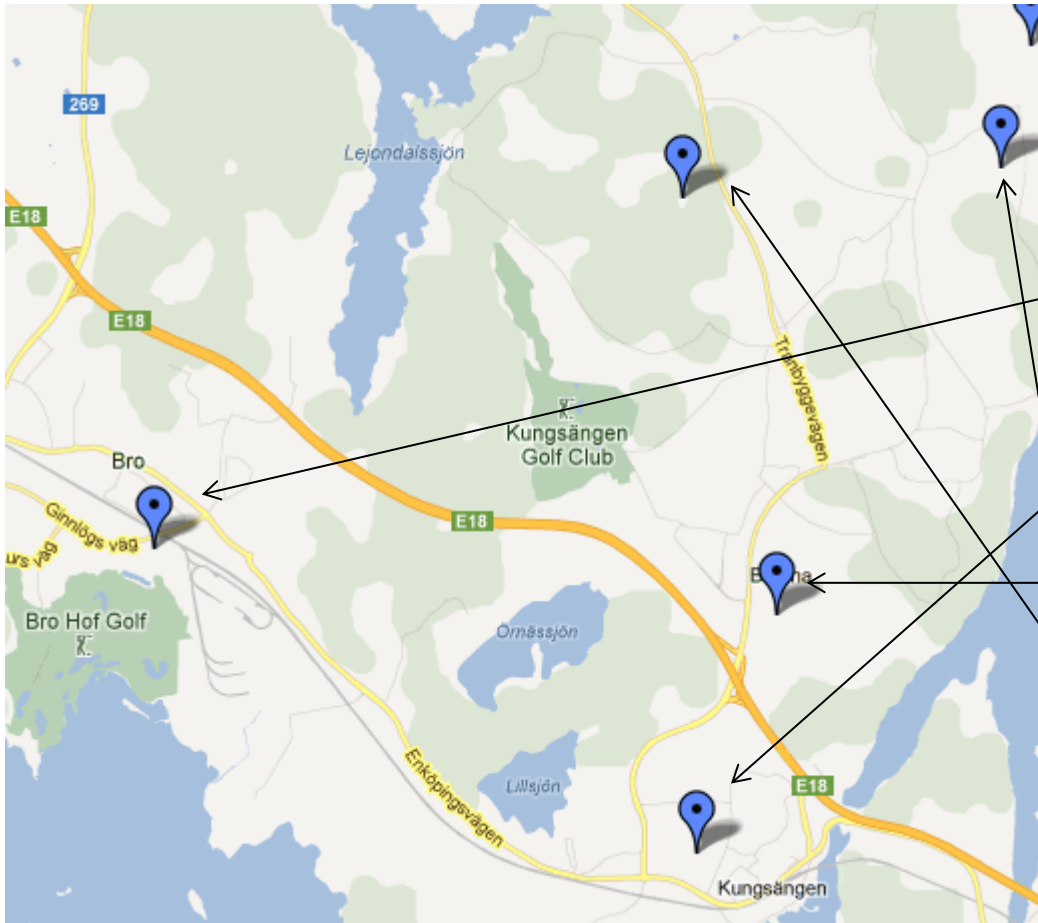 269
Lejondalssjön
E18
E18
Tranbyggevägen
Kungsängen
Golf Club
Bro
E18
Ginnlögs väg
urs väg
Bro Hof Golf
Örnässjön
Enköpingsvägen
Lillsjön
E18
Kungsängen